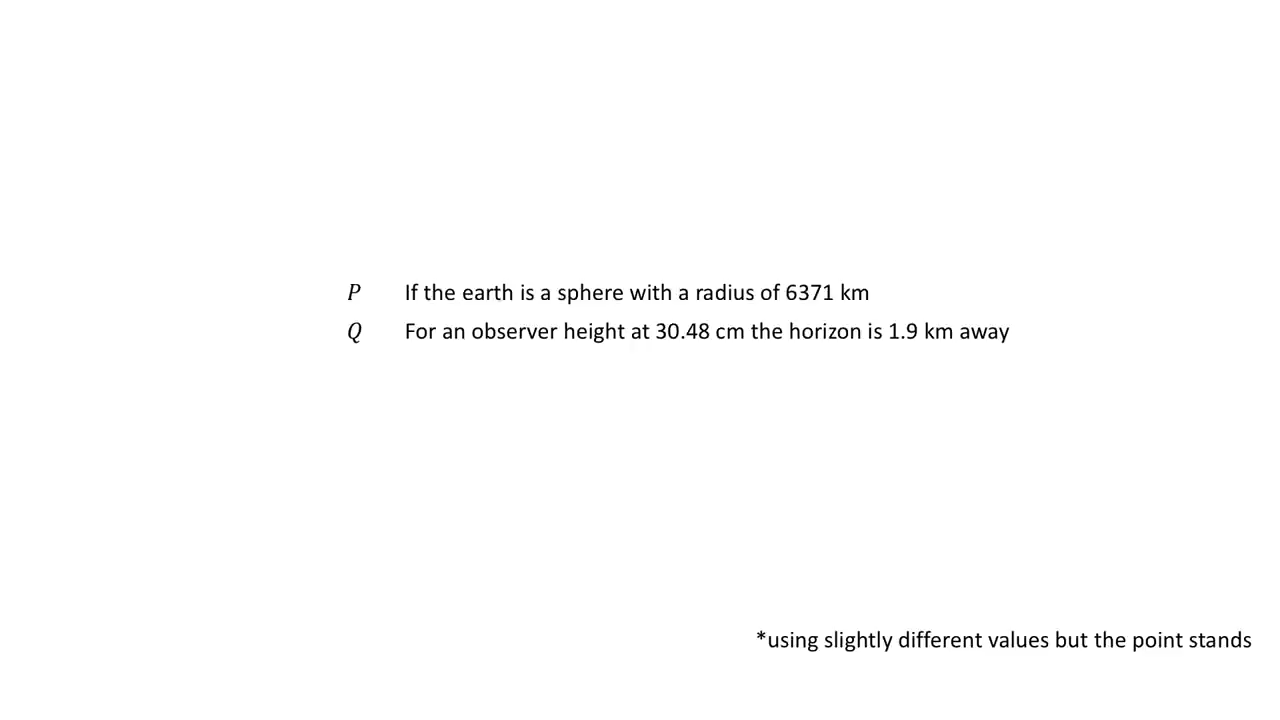 P If the earth is a sphere with a radius of 6371 km
Q For an observer height at 30.48 cm the horizon is 1.9 km away
*using slightly different values but the point stands